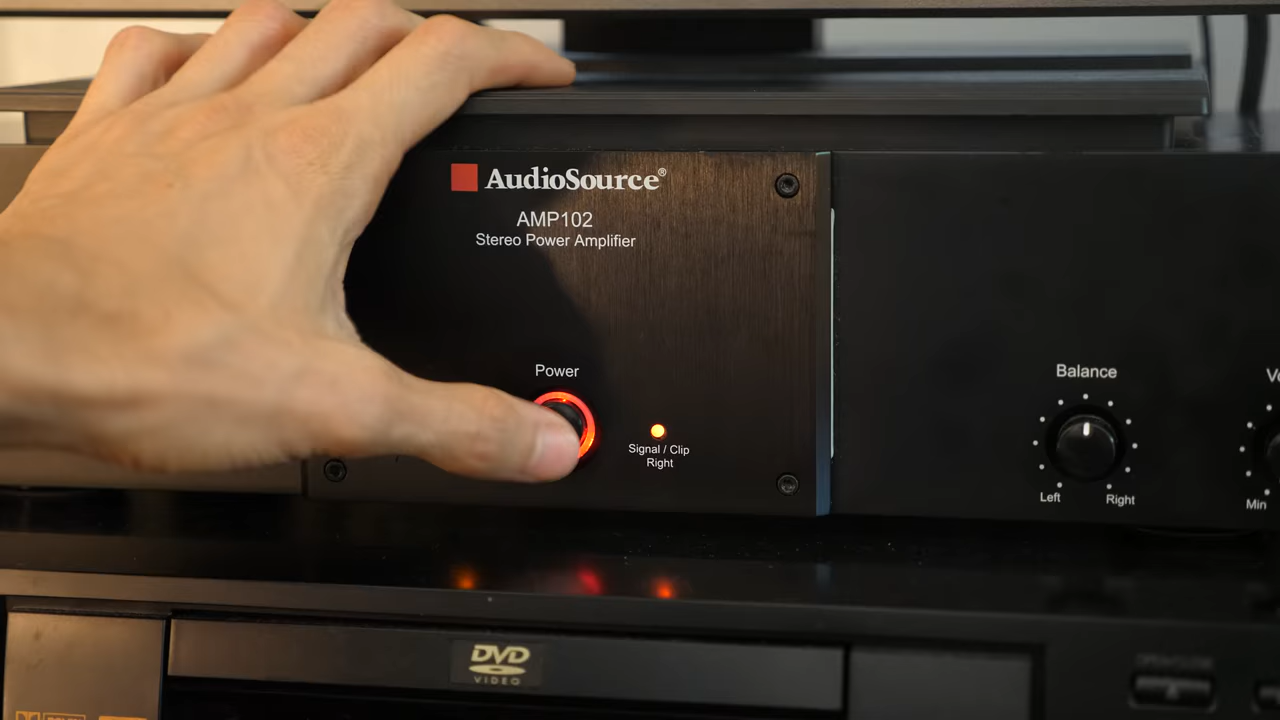 AudioSource®
AMP102
Stereo Power Amplifier
Power
Signal / Clip
Right
Balance
Left
Right
Min
DVD
VIDEO